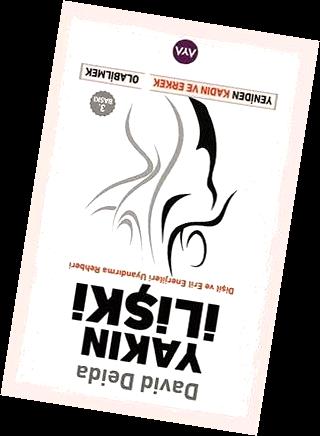 David Deida
YAKIN
İLİŞKİ
Dişil ve Eril Enerjileri Uyandırma Rehberi
3.
BASKI
YENİDEN KADIN VE ERKEK
OLABİLMEK
AYA